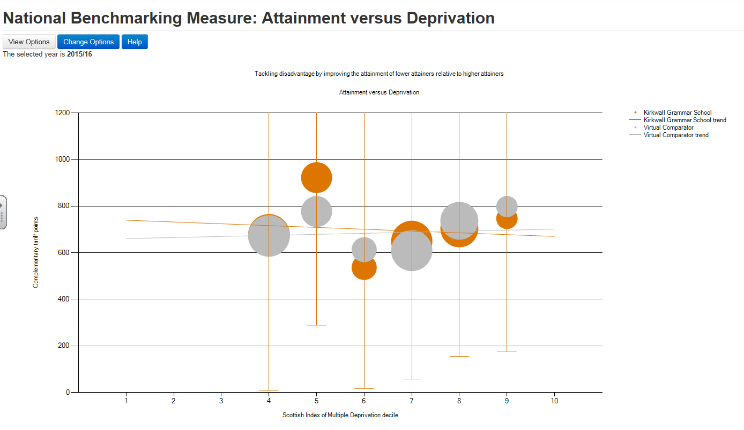 National Benchmarking Measure: Attainment versus Deprivation
View Options Change Options Help
The selected year is 2015/16
Tackling disadvantage by improving the attainment of lower attainers relative to higher attainers
Attainment versus Deprivation
Kirkwall Grammar School
Kirkwall Grammar School trend
Virtual Comparator
Virtual Comparator trend
Complementary tariff points
1200
1000
800
600
400
200
0
1 2 3 4 5 6 7 8 9 10
Scottish Index of Multiple Deprivation decile